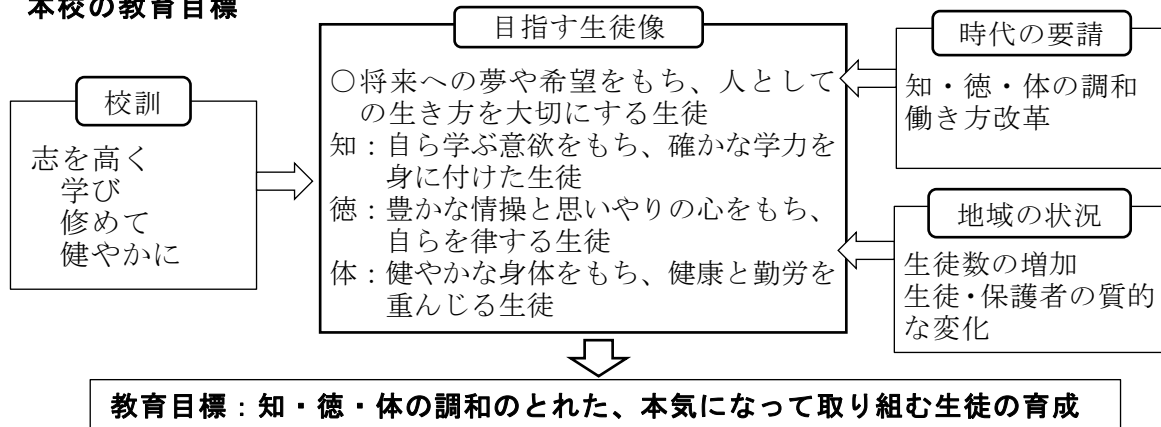 本校の教育目標
校訓
志を高く
学び
修めて
健やかに
目指す生徒像
○将来への夢や希望をもち、人として
の生き方を大切にする生徒
知：自ら学ぶ意欲をもち、確かな学力を
身に付けた生徒
徳：豊かな情操と思いやりの心をもち、
自らを律する生徒
体：健やかな身体をもち、健康と勤労を
重んじる生徒
時代の要請
知・徳・体の調和
働き方改革
地域の状況
生徒数の増加
生徒・保護者の質的
な変化
教育目標：知・徳・体の調和のとれた、本気になって取り組む生徒の育成